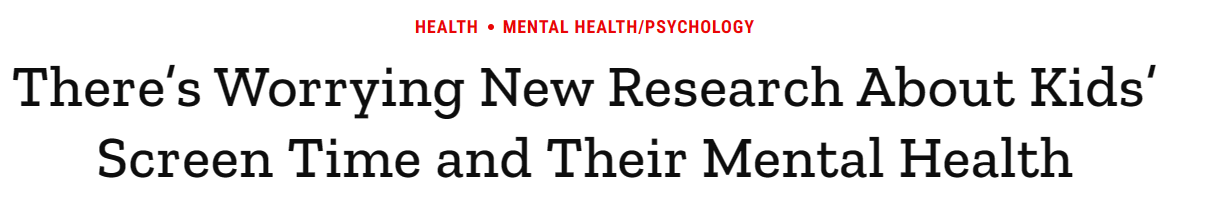 HEALTH • MENTAL HEALTH/PSYCHOLOGY
There’s Worrying New Research About Kids’
Screen Time and Their Mental Health